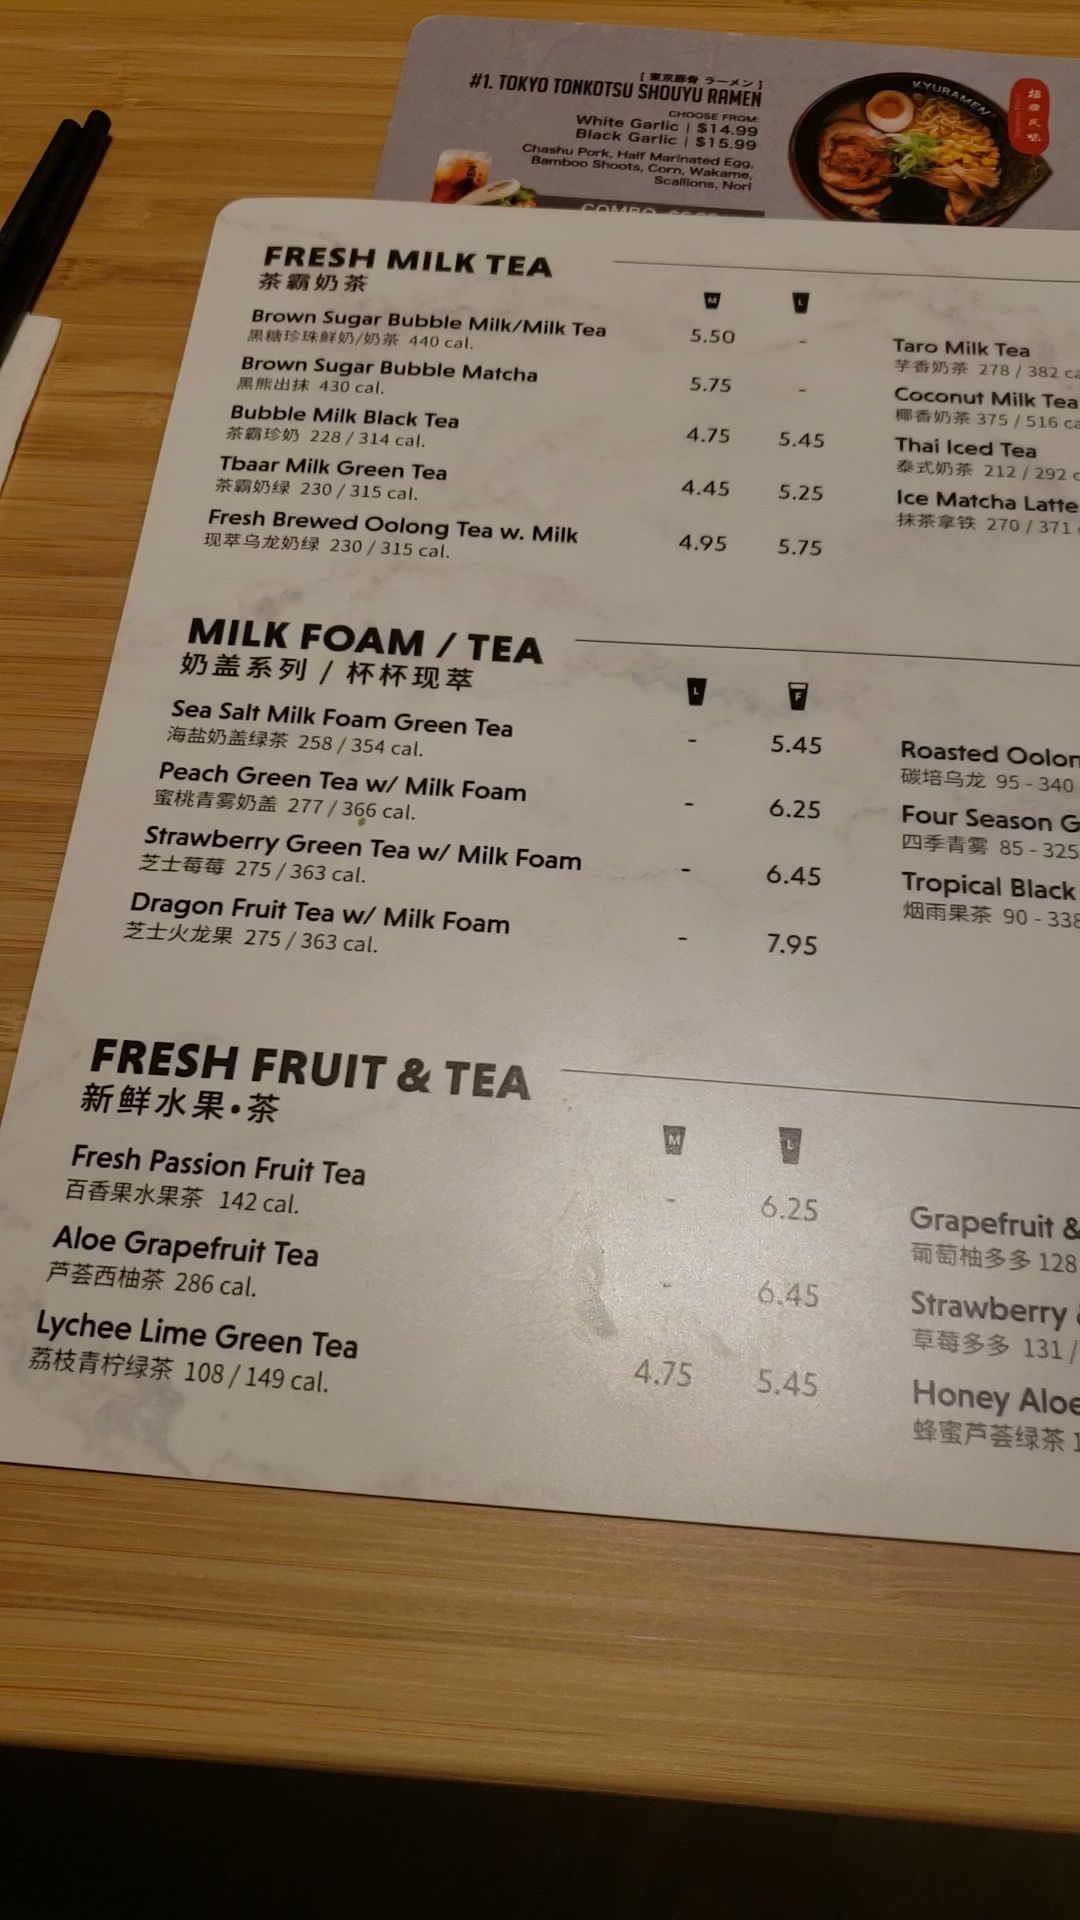 [ 東京豚骨 ラーメン ]
#1. TOKYO TONKOTSU SHOUYU RAMEN
CHOOSE FROM:
White Garlic | $14.99
Black Garlic | $15.99
Chashu Pork, Half Marinated Egg,
Bamboo Shoots, Corn, Wakame,
Scallions, Nori
COMBO
KYURAMEN
FRESH MILK TEA
茶霸奶茶
M L
Brown Sugar Bubble Milk/Milk Tea 5.50 -
黑糖珍珠鲜奶/奶茶 440 cal.
Brown Sugar Bubble Matcha 5.75 -
黑熊出抹 430 cal.
Bubble Milk Black Tea 4.75 5.45
茶霸珍奶 228 / 314 cal.
Tbaar Milk Green Tea 4.45 5.25
茶霸奶绿 230 / 315 cal.
Fresh Brewed Oolong Tea w. Milk 4.95 5.75
现萃乌龙奶绿 230 / 315 cal.
Taro Milk Tea
芋香奶茶 278 / 382
Coconut Milk Tea
椰香奶茶 375 / 516
Thai Iced Tea
泰式奶茶 212 / 292
Ice Matcha Latte
抹茶拿铁 270 / 371
MILK FOAM / TEA
奶盖系列 / 杯杯现萃
L F
Sea Salt Milk Foam Green Tea - 5.45
海盐奶盖绿茶 258 / 354 cal.
Peach Green Tea w/ Milk Foam - 6.25
蜜桃青雾奶盖 277 / 366 cal.
Strawberry Green Tea w/ Milk Foam - 6.45
芝士莓莓 275 / 363 cal.
Dragon Fruit Tea w/ Milk Foam - 7.95
芝士火龙果 275 / 363 cal.
Roasted Oolon
碳培乌龙 95 - 340
Four Season G
四季青雾 85 - 325
Tropical Black
烟雨果茶 90 - 338
FRESH FRUIT & TEA
新鲜水果•茶
M L
Fresh Passion Fruit Tea - 6.25
百香果水果茶 142 cal.
Aloe Grapefruit Tea - 6.45
芦荟西柚茶 286 cal.
Lychee Lime Green Tea 4.75 5.45
荔枝青柠绿茶 108 / 149 cal.
Grapefruit &
葡萄柚多多 128
Strawberry &
草莓多多 131 /
Honey Aloe
蜂蜜芦荟绿茶 1